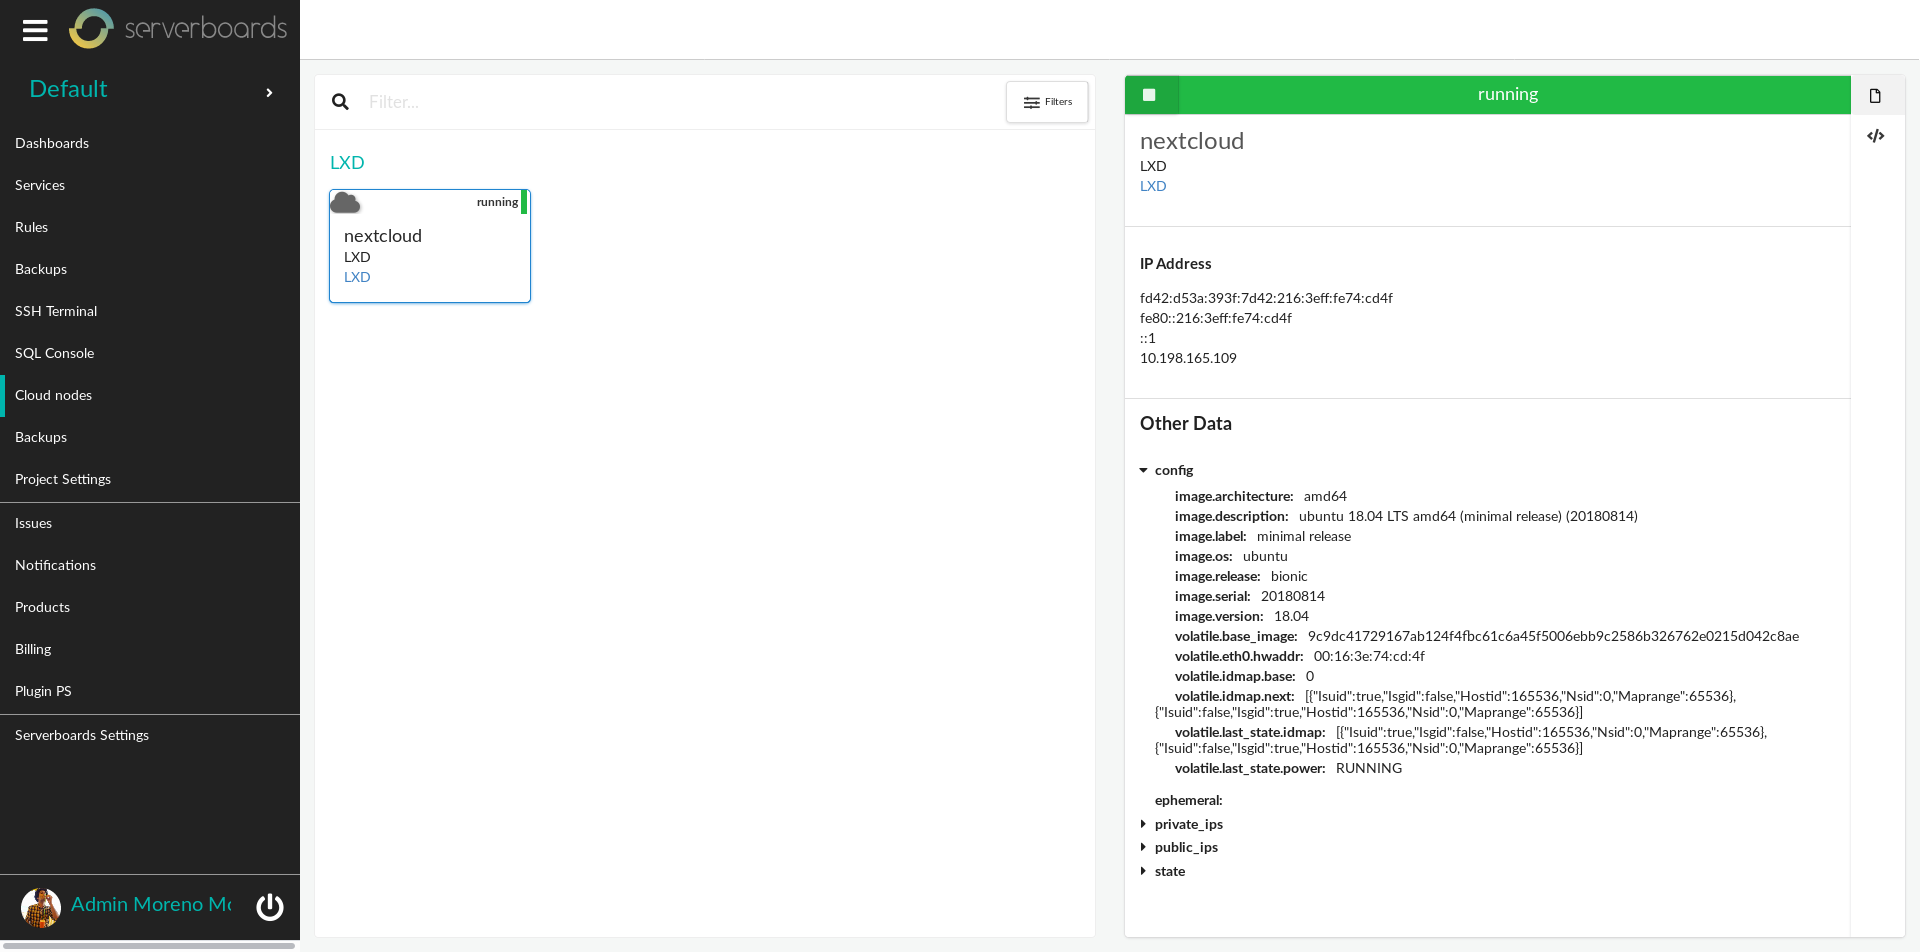 serverboards
Default
Dashboards
Services
Rules
Backups
SSH Terminal
SQL Console
Cloud nodes
Backups
Project Settings
Issues
Notifications
Products
Billing
Plugin PS
Serverboards Settings
Admin Moreno Mo
Filter...
Filters
LXD
running
nextcloud
LXD
LXD
running
nextcloud
LXD
LXD
IP Address
fd42:d53a:393f:7d42:216:3eff:fe74:cd4f
fe80::216:3eff:fe74:cd4f
::1
10.198.165.109
Other Data
config
image.architecture: amd64
image.description: ubuntu 18.04 LTS amd64 (minimal release) (20180814)
image.label: minimal release
image.os: ubuntu
image.release: bionic
image.serial: 20180814
image.version: 18.04
volatile.base_image: 9c9dc41729167ab124f4fbc61c6a45f5006ebb9c2586b326762e0215d042c8ae
volatile.eth0.hwaddr: 00:16:3e:74:cd:4f
volatile.idmap.base: 0
volatile.idmap.next: [{"Isuid":true,"Isgid":false,"Hostid":165536,"Nsid":0,"Maprange":65536},
{"Isuid":false,"Isgid":true,"Hostid":165536,"Nsid":0,"Maprange":65536}]
volatile.last_state.idmap: [{"Isuid":true,"Isgid":false,"Hostid":165536,"Nsid":0,"Maprange":65536},
{"Isuid":false,"Isgid":true,"Hostid":165536,"Nsid":0,"Maprange":65536}]
volatile.last_state.power: RUNNING
ephemeral:
private_ips
public_ips
state